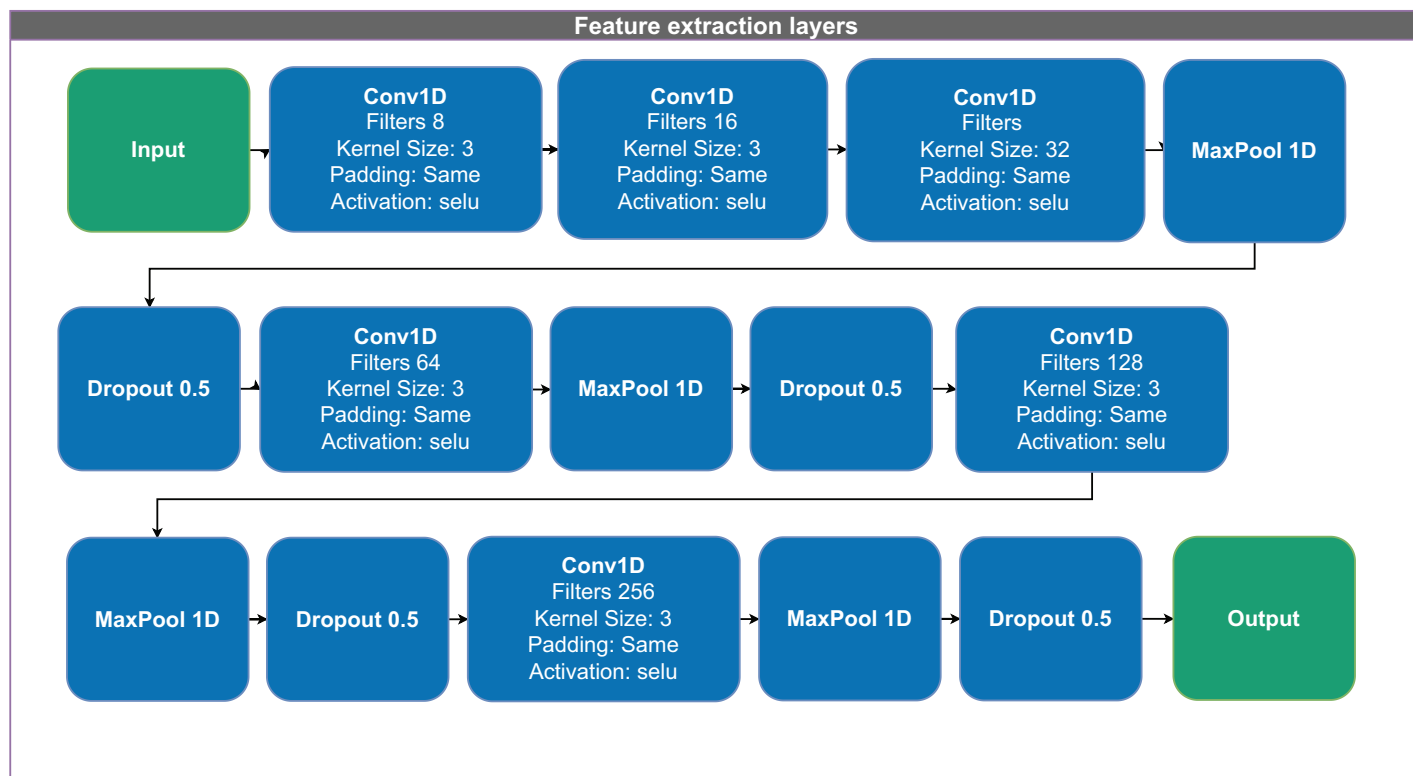 Feature extraction layers
Input
Conv1D
Filters 8
Kernel Size: 3
Padding: Same
Activation: selu
Conv1D
Filters 16
Kernel Size: 3
Padding: Same
Activation: selu
Conv1D
Filters
Kernel Size: 32
Padding: Same
Activation: selu
MaxPool 1D
Dropout 0.5
Conv1D
Filters 64
Kernel Size: 3
Padding: Same
Activation: selu
MaxPool 1D
Dropout 0.5
Conv1D
Filters 128
Kernel Size: 3
Padding: Same
Activation: selu
MaxPool 1D
Dropout 0.5
Conv1D
Filters 256
Kernel Size: 3
Padding: Same
Activation: selu
MaxPool 1D
Dropout 0.5
Output